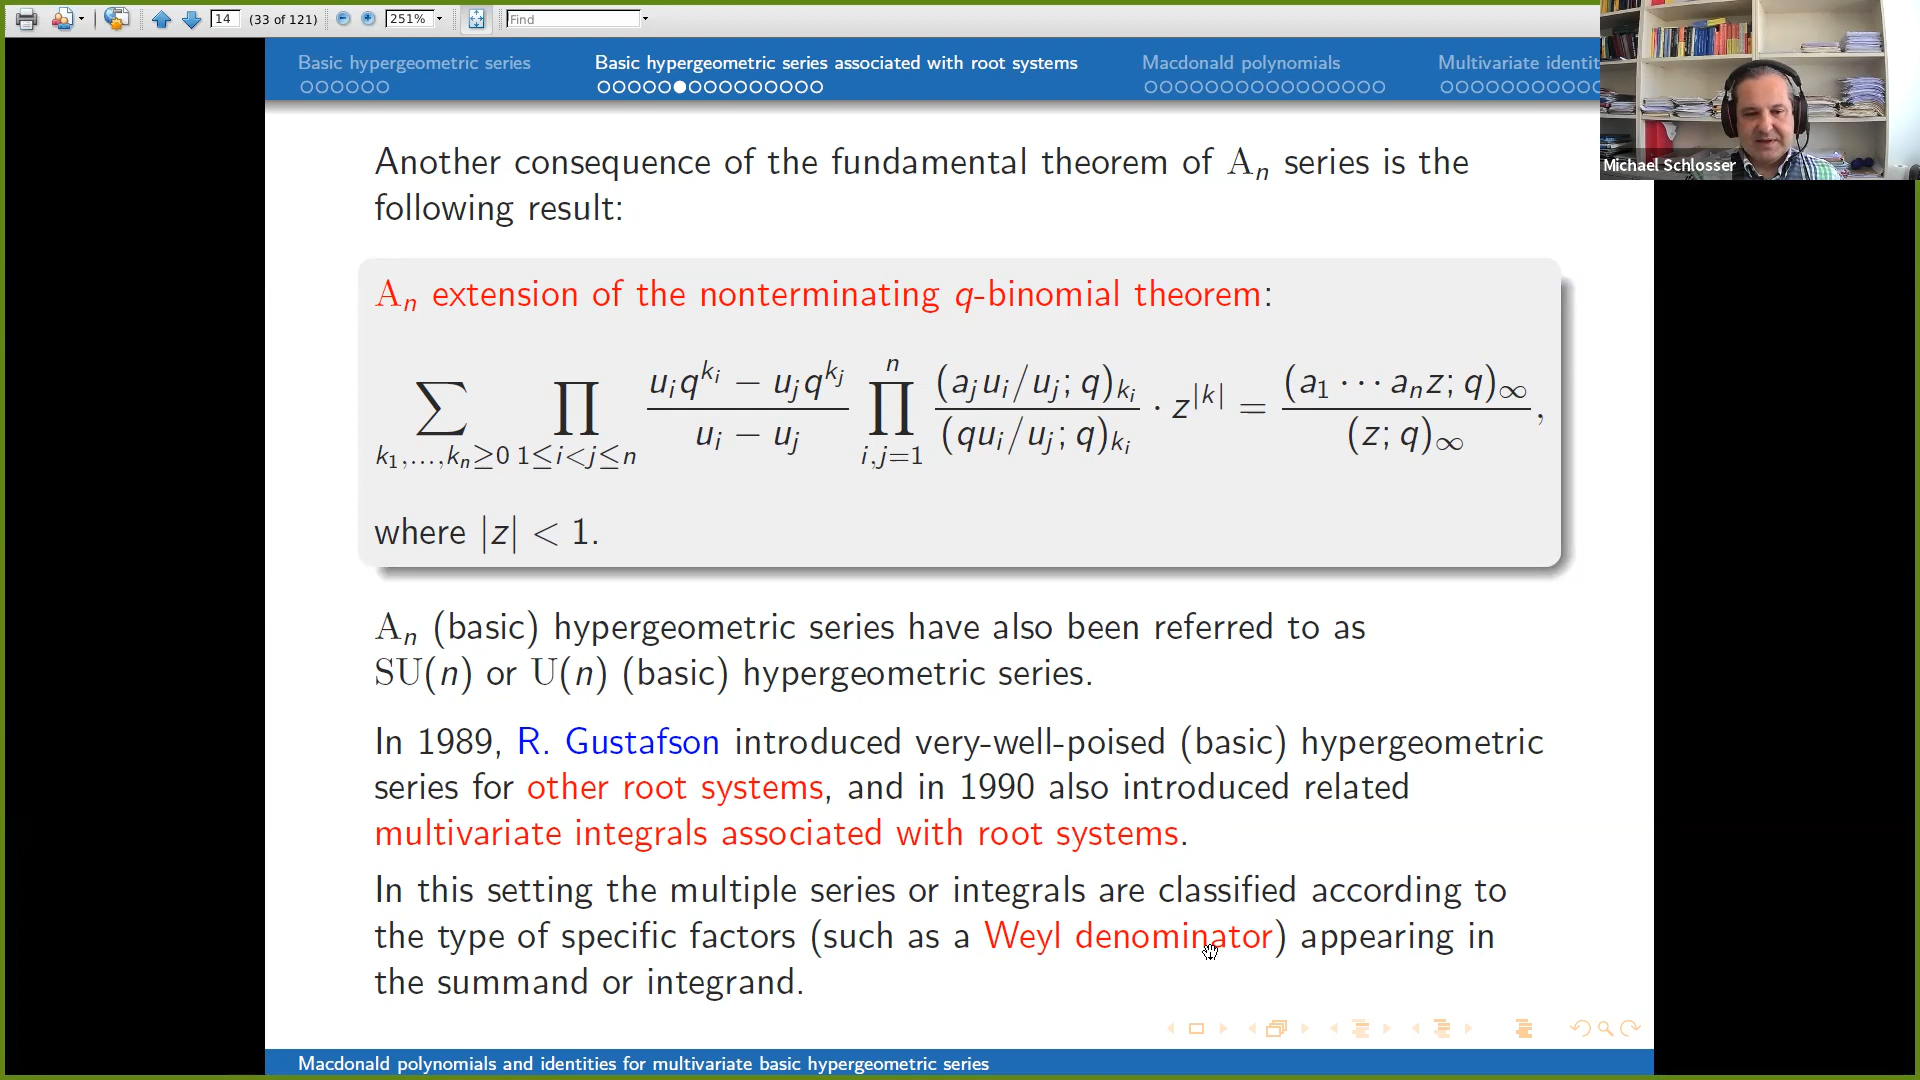 14 (33 of 121) 251% Find
Basic hypergeometric series Basic hypergeometric series associated with root systems Macdonald polynomials Multivariate identit
Michael Schlosser
Another consequence of the fundamental theorem of Aₙ series is the
following result:
Aₙ extension of the nonterminating q-binomial theorem:
∑_{k₁,…,kₙ≥0} ∏_{1≤i<j≤n} (u_i q^{k_i} − u_j q^{k_j})/(u_i − u_j) ∏_{i,j=1}^{n} (a_j u_i/u_j; q)_{k_i}/(q u_i/u_j; q)_{k_i} · z^{|k|} = (a₁ ⋯ aₙz; q)_∞/(z; q)_∞,
where |z| < 1.
Aₙ (basic) hypergeometric series have also been referred to as
SU(n) or U(n) (basic) hypergeometric series.
In 1989, R. Gustafson introduced very-well-poised (basic) hypergeometric
series for other root systems, and in 1990 also introduced related
multivariate integrals associated with root systems.
In this setting the multiple series or integrals are classified according to
the type of specific factors (such as a Weyl denominator) appearing in
the summand or integrand.
Macdonald polynomials and identities for multivariate basic hypergeometric series